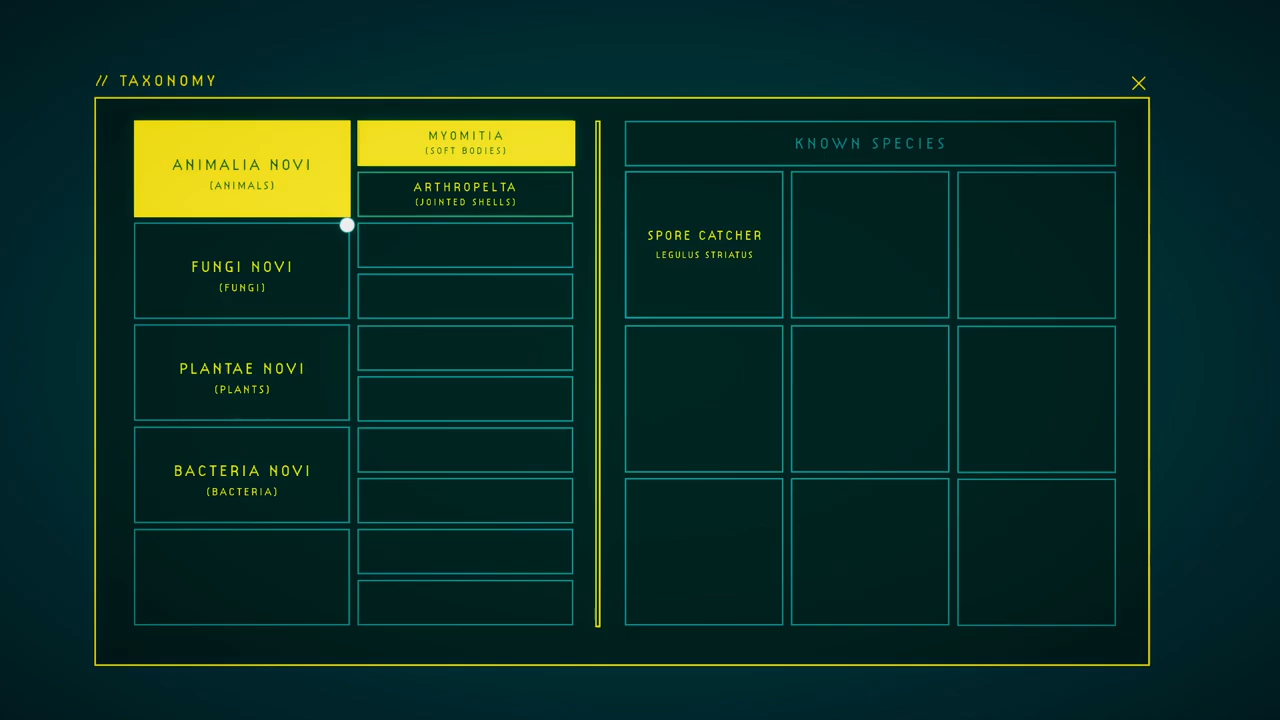 // TAXONOMY
ANIMALIA NOVI
(ANIMALS)
FUNGI NOVI
(FUNGI)
PLANTAE NOVI
(PLANTS)
BACTERIA NOVI
(BACTERIA)
MYOMITIA
(SOFT BODIES)
ARTHROPELTA
(JOINTED SHELLS)
KNOWN SPECIES
SPORE CATCHER
LEGULUS STRIATUS